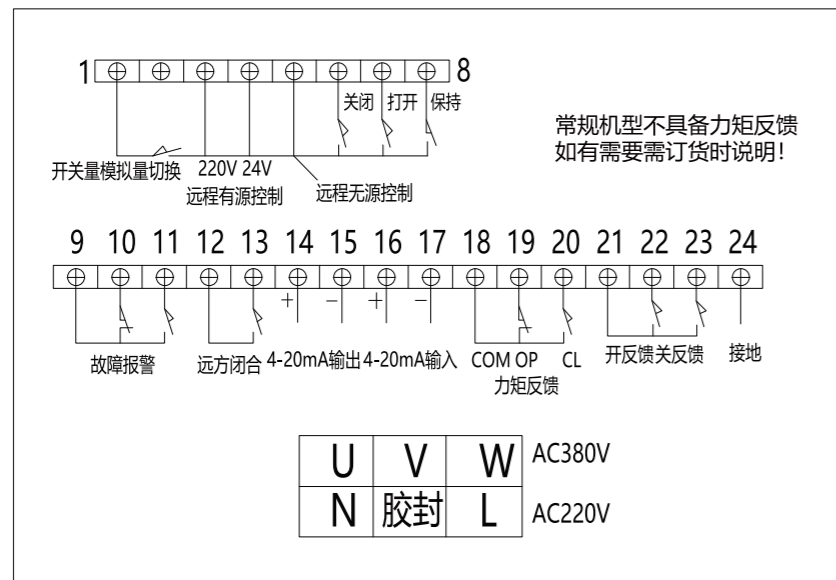 1 8
关闭 打开 保持
常规机型不具备力矩反馈
如有需要需订货时说明!
开关量模拟量切换 220V 24V 远程无源控制
远程有源控制
9 10 11 12 13 14 15 16 17 18 19 20 21 22 23 24
+ − + −
故障报警 远方闭合 4-20mA输出 4-20mA输入 COM OP CL 开反馈关反馈 接地
力矩反馈
U V W AC380V
N 胶封 L AC220V